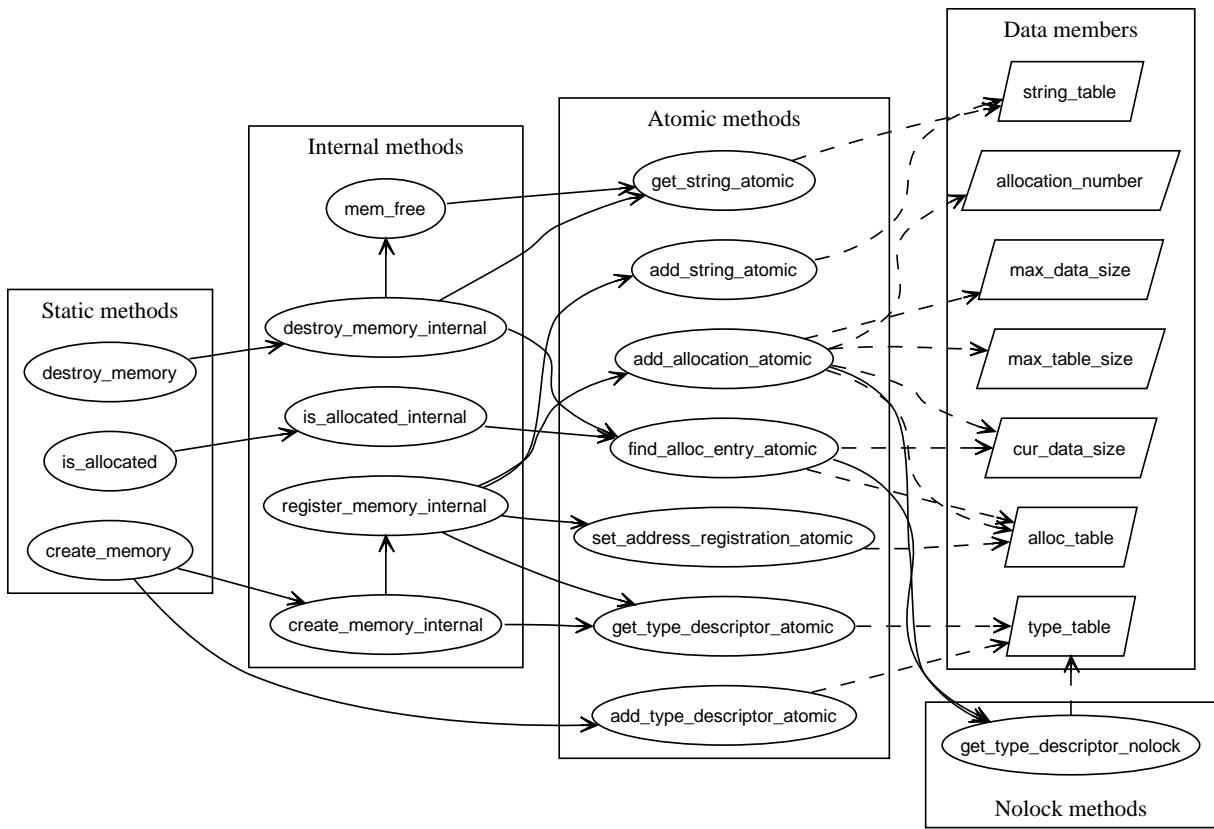 Static methods
destroy_memory
is_allocated
create_memory
Internal methods
mem_free
destroy_memory_internal
is_allocated_internal
register_memory_internal
create_memory_internal
Atomic methods
get_string_atomic
add_string_atomic
add_allocation_atomic
find_alloc_entry_atomic
set_address_registration_atomic
get_type_descriptor_atomic
add_type_descriptor_atomic
Data members
string_table
allocation_number
max_data_size
max_table_size
cur_data_size
alloc_table
type_table
get_type_descriptor_nolock
Nolock methods